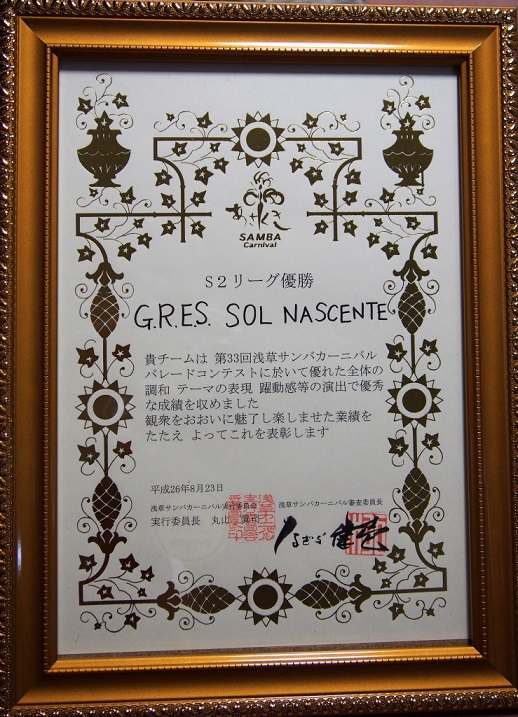 あさくさ
SAMBA
Carnival
S2リーグ優勝
G.R.E.S. SOL NASCENTE
貴チームは 第33回浅草サンバカーニバル
パレードコンテストに於いて優れた全体の
調和 テーマの表現 躍動感等の演出で優秀
な成績を収めました
観衆をおおいに魅了し楽しませた業績を
たたえ よってこれを表彰します
平成26年8月23日
浅草サンバカーニバル実行委員会
実行委員長 丸山 眞司
浅草サンバカーニバル審査委員長